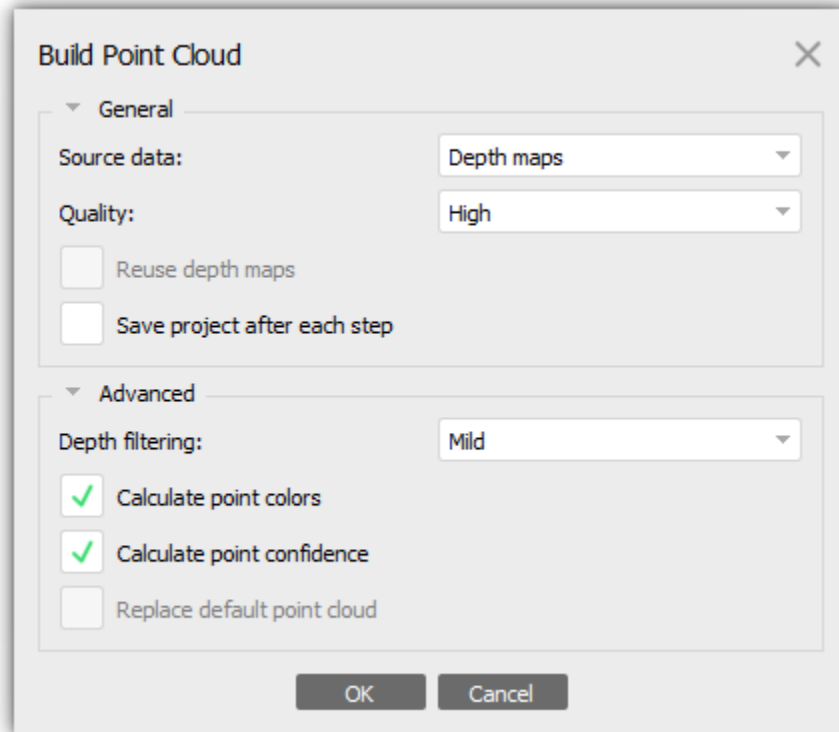 Build Point Cloud
General
Source data: Depth maps
Quality: High
Reuse depth maps
Save project after each step
Advanced
Depth filtering: Mild
Calculate point colors
Calculate point confidence
Replace default point cloud
OK Cancel